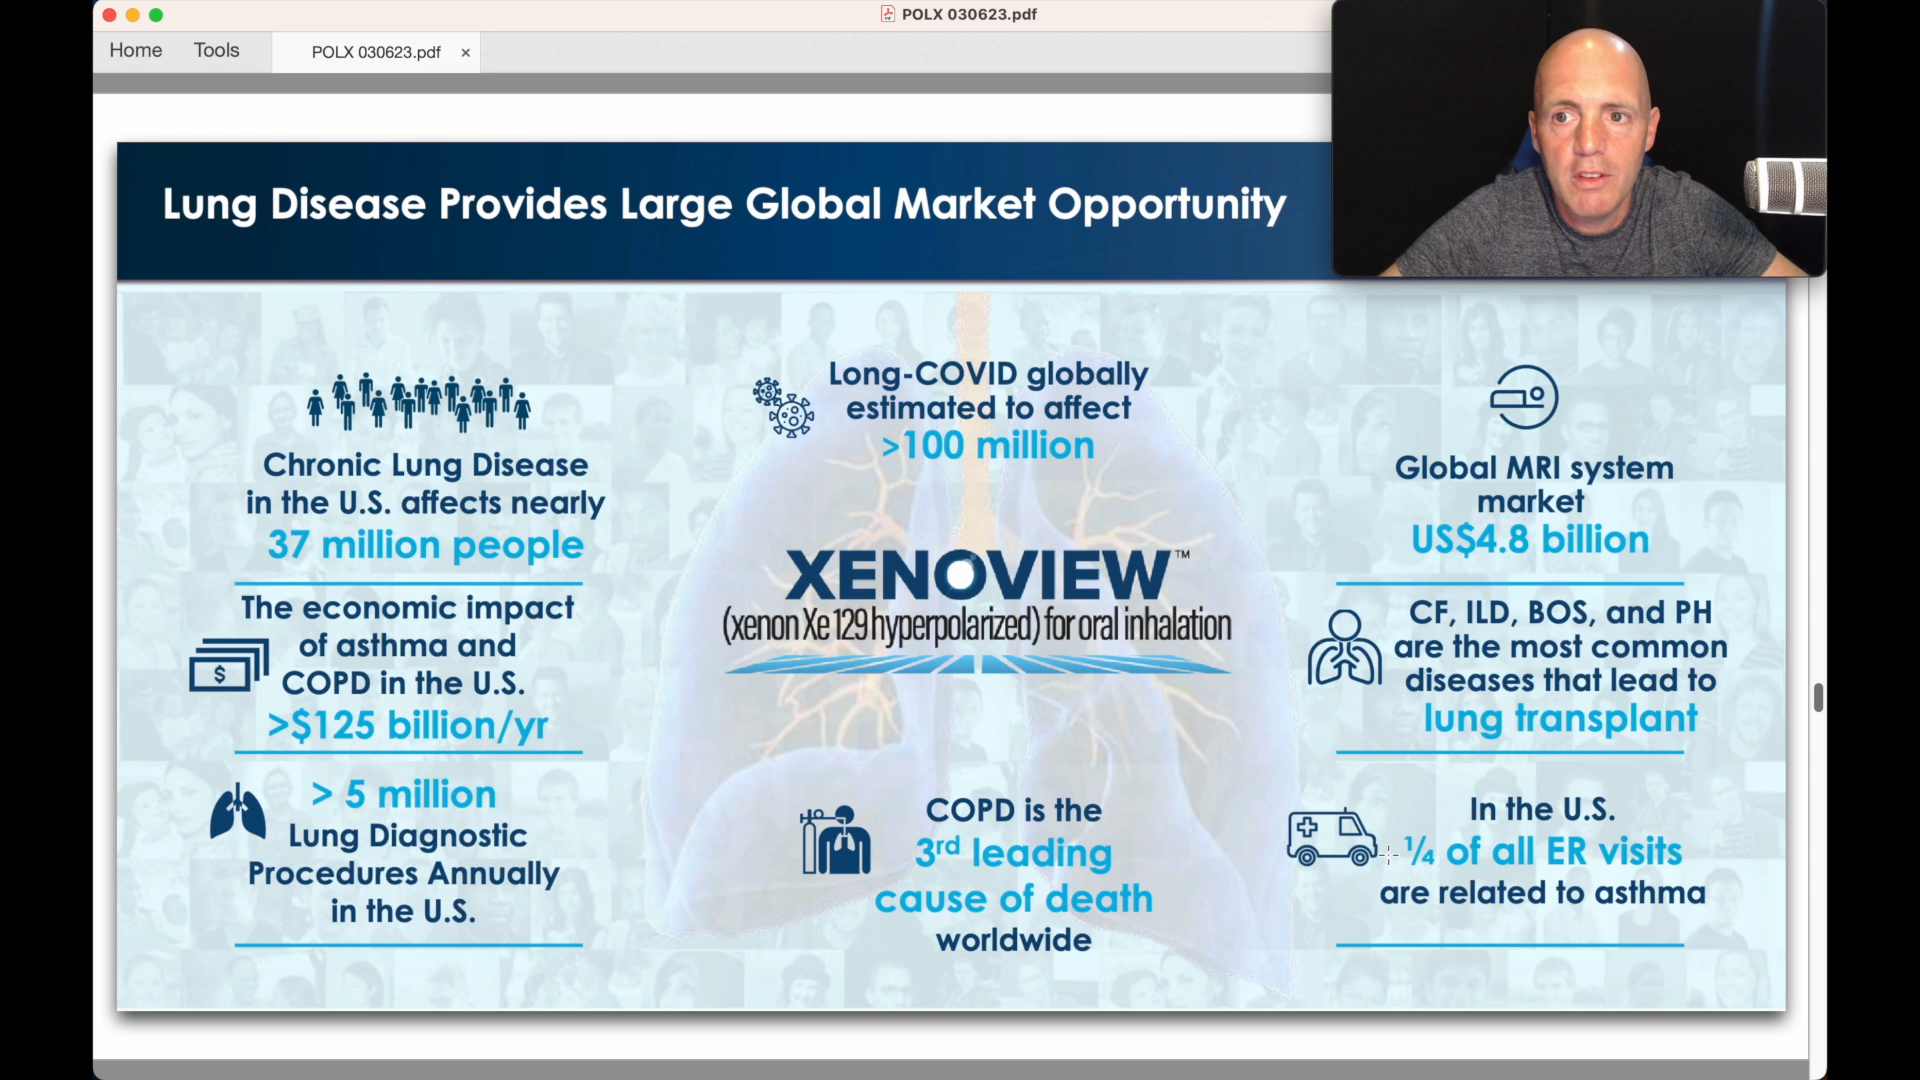 POLX 030623.pdf
Home Tools POLX 030623.pdf ×
Lung Disease Provides Large Global Market Opportunity
Chronic Lung Disease
in the U.S. affects nearly
37 million people
The economic impact
of asthma and
COPD in the U.S.
>$125 billion/yr
$
> 5 million
Lung Diagnostic
Procedures Annually
in the U.S.
Long-COVID globally
estimated to affect
>100 million
XENOVIEW™
(xenon Xe 129 hyperpolarized) for oral inhalation
COPD is the
3rd leading
cause of death
worldwide
Global MRI system
market
US$4.8 billion
CF, ILD, BOS, and PH
are the most common
diseases that lead to
lung transplant
In the U.S.
¼ of all ER visits
are related to asthma